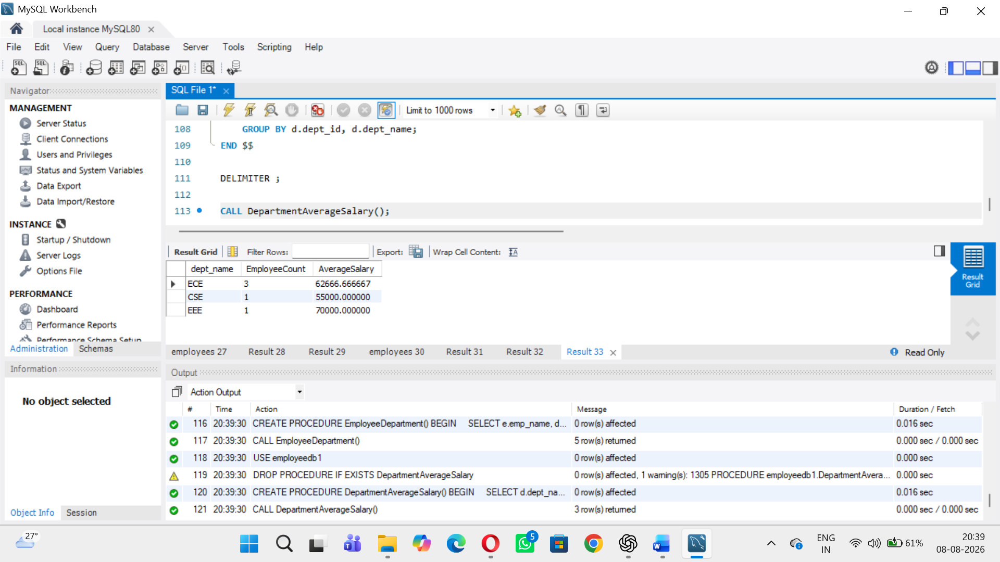 MySQL Workbench
Local instance MySQL80
File Edit View Query Database Server Tools Scripting Help
Navigator
MANAGEMENT
Server Status
Client Connections
Users and Privileges
Status and System Variables
Data Export
Data Import/Restore
INSTANCE
Startup / Shutdown
Server Logs
Options File
PERFORMANCE
Dashboard
Performance Reports
Performance Schema Setup
Administration Schemas
Information
No object selected
Object Info Session
SQL File 1*
Limit to 1000 rows
108 GROUP BY d.dept_id, d.dept_name;
109 END $$
110
111 DELIMITER ;
112
113 CALL DepartmentAverageSalary();
Result Grid Filter Rows: Export: Wrap Cell Content:
dept_name EmployeeCount AverageSalary
ECE 3 62666.666667
CSE 1 55000.000000
EEE 1 70000.000000
Result Grid
employees 27 Result 28 Result 29 employees 30 Result 31 Result 32 Result 33 Read Only
Output
Action Output
# Time Action Message Duration / Fetch
116 20:39:30 CREATE PROCEDURE EmployeeDepartment() BEGIN SELECT e.emp_name, d... 0 row(s) affected 0.016 sec
117 20:39:30 CALL EmployeeDepartment() 5 row(s) returned 0.000 sec / 0.000 sec
118 20:39:30 USE employeedb1 0 row(s) affected 0.000 sec
119 20:39:30 DROP PROCEDURE IF EXISTS DepartmentAverageSalary 0 row(s) affected, 1 warning(s): 1305 PROCEDURE employeedb1.DepartmentAvera... 0.000 sec
120 20:39:30 CREATE PROCEDURE DepartmentAverageSalary() BEGIN SELECT d.dept_na... 0 row(s) affected 0.016 sec
121 20:39:30 CALL DepartmentAverageSalary() 3 row(s) returned 0.000 sec / 0.000 sec
27°
5
ENG
IN
61%
20:39
08-08-2026